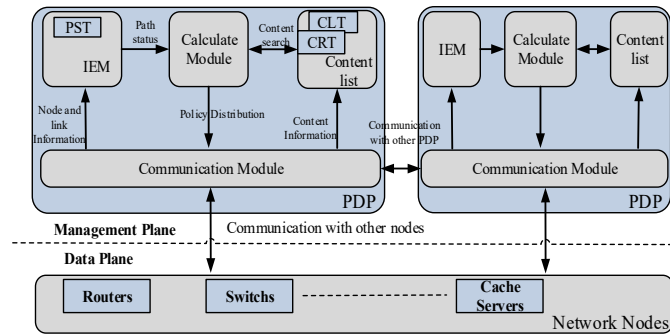 PST
IEM
Path
status
Calculate
Module
Content
search
CLT
CRT
Content
list
Node and
link
Information
Policy Distribution
Content
Information
Communication Module
PDP
Communication
with other PDP
IEM
Calculate
Module
Content
list
Communication Module
PDP
Management Plane
Communication with other nodes
Data Plane
Routers
Switchs
Cache
Servers
Network Nodes